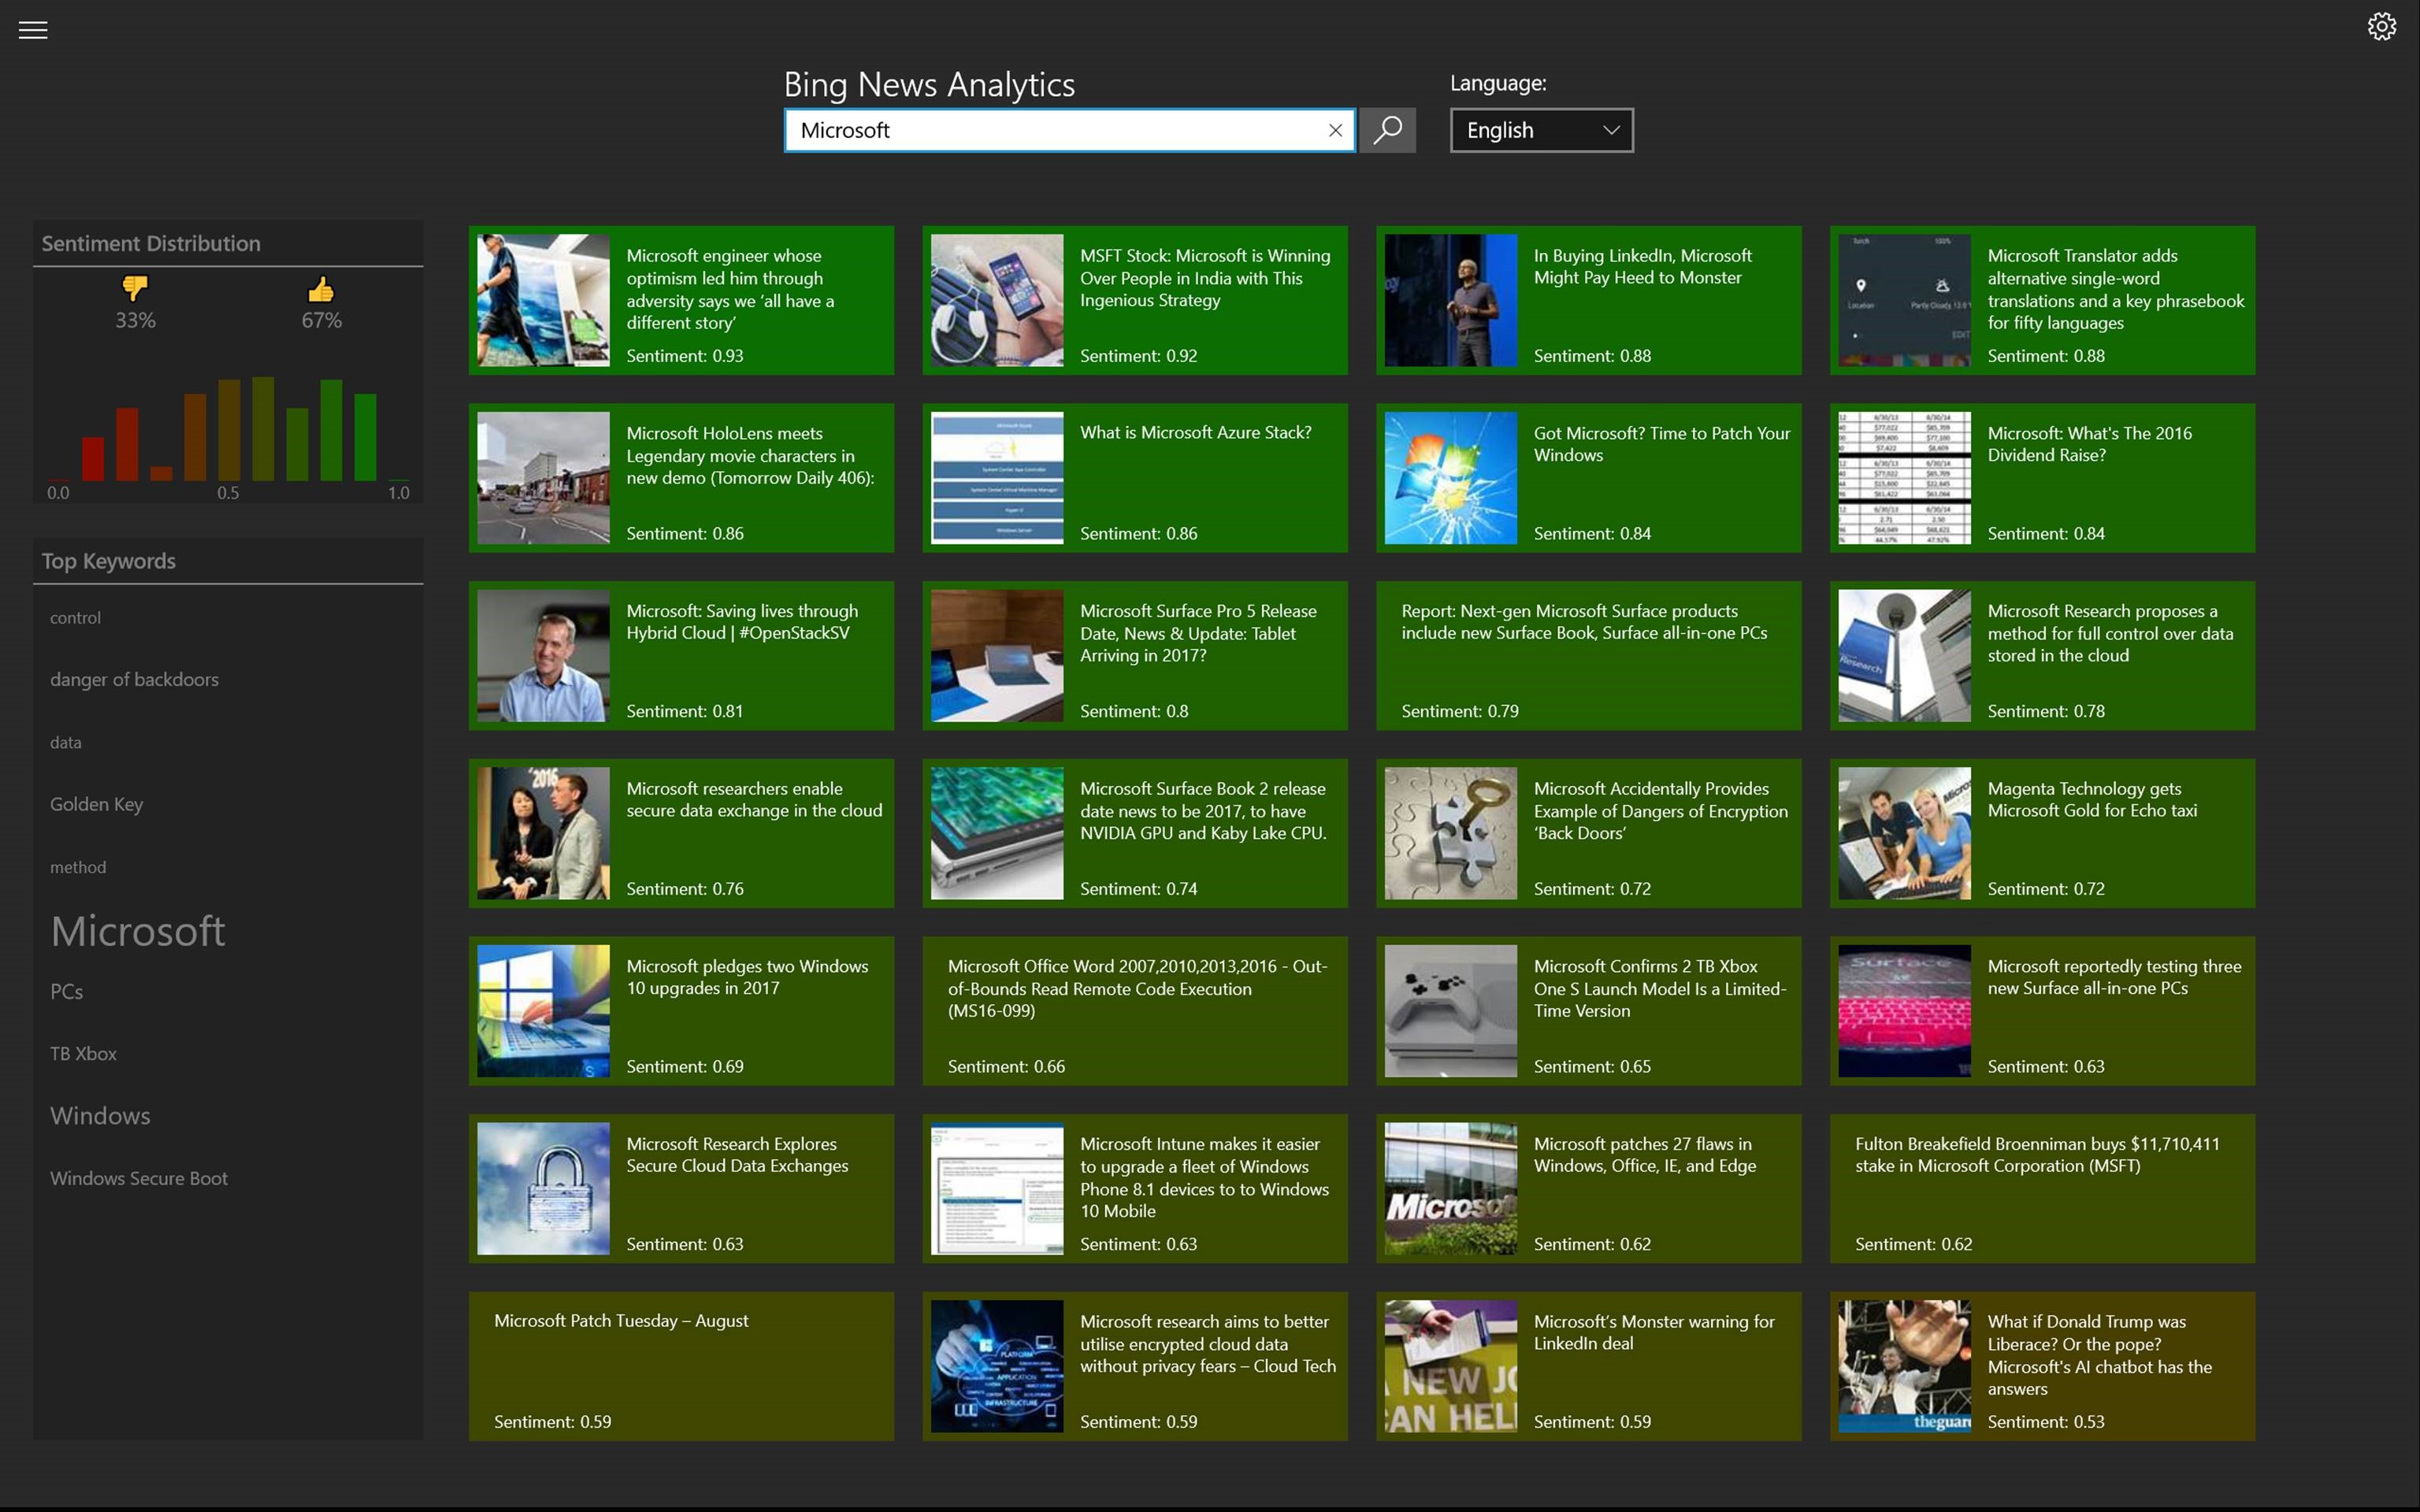 Bing News Analytics
Language:
Microsoft
English
Sentiment Distribution
33%
67%
0.0
0.5
1.0
Top Keywords
control
danger of backdoors
data
Golden Key
method
Microsoft
PCs
TB Xbox
Windows
Windows Secure Boot
Microsoft engineer whose
optimism led him through
adversity says we ‘all have a
different story’
Sentiment: 0.93
MSFT Stock: Microsoft is Winning
Over People in India with This
Ingenious Strategy
Sentiment: 0.92
In Buying LinkedIn, Microsoft
Might Pay Heed to Monster
Sentiment: 0.88
Torch
100%
Location
EDIT
Microsoft Translator adds
alternative single-word
translations and a key phrasebook
for fifty languages
Sentiment: 0.88
Microsoft HoloLens meets
Legendary movie characters in
new demo (Tomorrow Daily 406):
Sentiment: 0.86
What is Microsoft Azure Stack?
Sentiment: 0.86
Got Microsoft? Time to Patch Your
Windows
Sentiment: 0.84
Microsoft: What's The 2016
Dividend Raise?
Sentiment: 0.84
Microsoft: Saving lives through
Hybrid Cloud | #OpenStackSV
Sentiment: 0.81
Microsoft Surface Pro 5 Release
Date, News & Update: Tablet
Arriving in 2017?
Sentiment: 0.8
Report: Next-gen Microsoft Surface products
include new Surface Book, Surface all-in-one PCs
Sentiment: 0.79
Research
Microsoft Research proposes a
method for full control over data
stored in the cloud
Sentiment: 0.78
2016
Microsoft researchers enable
secure data exchange in the cloud
Sentiment: 0.76
Microsoft Surface Book 2 release
date news to be 2017, to have
NVIDIA GPU and Kaby Lake CPU.
Sentiment: 0.74
Microsoft Accidentally Provides
Example of Dangers of Encryption
‘Back Doors’
Sentiment: 0.72
Magenta Technology gets
Microsoft Gold for Echo taxi
Sentiment: 0.72
Microsoft pledges two Windows
10 upgrades in 2017
Sentiment: 0.69
Microsoft Office Word 2007,2010,2013,2016 - Out-
of-Bounds Read Remote Code Execution
(MS16-099)
Sentiment: 0.66
Microsoft Confirms 2 TB Xbox
One S Launch Model Is a Limited-
Time Version
Sentiment: 0.65
Surface
Microsoft reportedly testing three
new Surface all-in-one PCs
Sentiment: 0.63
Microsoft Research Explores
Secure Cloud Data Exchanges
Sentiment: 0.63
Microsoft Intune makes it easier
to upgrade a fleet of Windows
Phone 8.1 devices to to Windows
10 Mobile
Sentiment: 0.63
Microsof
Microsoft patches 27 flaws in
Windows, Office, IE, and Edge
Sentiment: 0.62
Fulton Breakefield Broenniman buys $11,710,411
stake in Microsoft Corporation (MSFT)
Sentiment: 0.62
Microsoft Patch Tuesday – August
Sentiment: 0.59
PLATFORM
APPLICATION
INFRASTRUCTURE
Microsoft research aims to better
utilise encrypted cloud data
without privacy fears – Cloud Tech
Sentiment: 0.59
A NEW JO
CAN HEL
Microsoft’s Monster warning for
LinkedIn deal
Sentiment: 0.59
theguar
What if Donald Trump was
Liberace? Or the pope?
Microsoft's AI chatbot has the
answers
Sentiment: 0.53